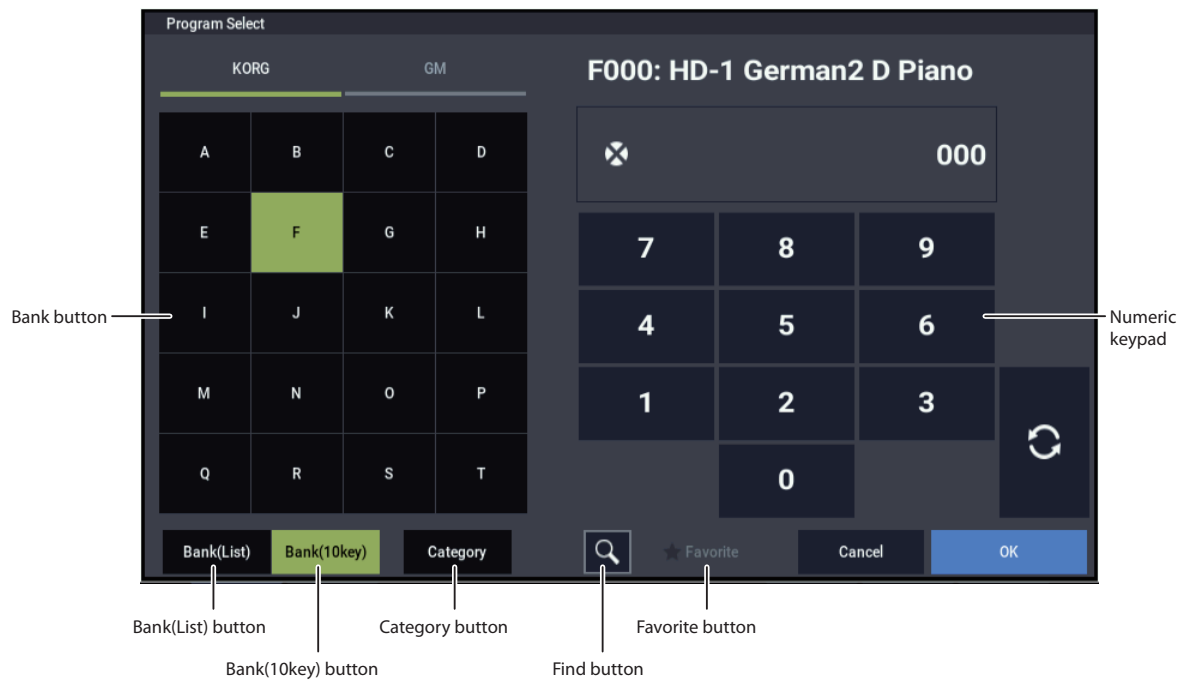 Program Select
KORG
GM
F000: HD-1 German2 D Piano
A B C D
000
E F G H
7 8 9
Bank button
I J K L
4 5 6
Numeric
keypad
M N O P
1 2 3
Q R S T
0
Bank(List)
Bank(10key)
Category
Favorite
Cancel
OK
Bank(List) button
Category button
Favorite button
Bank(10key) button
Find button